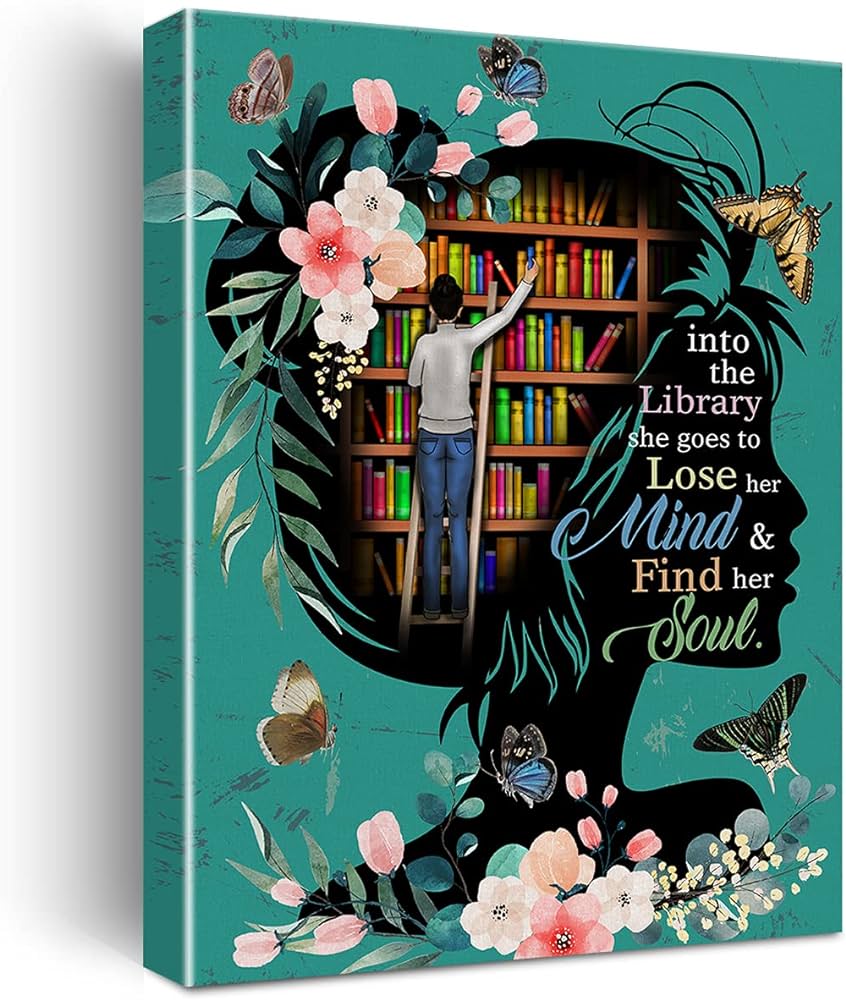 into
the
Library
she goes to
Lose her
Mind &
Find her
Soul.